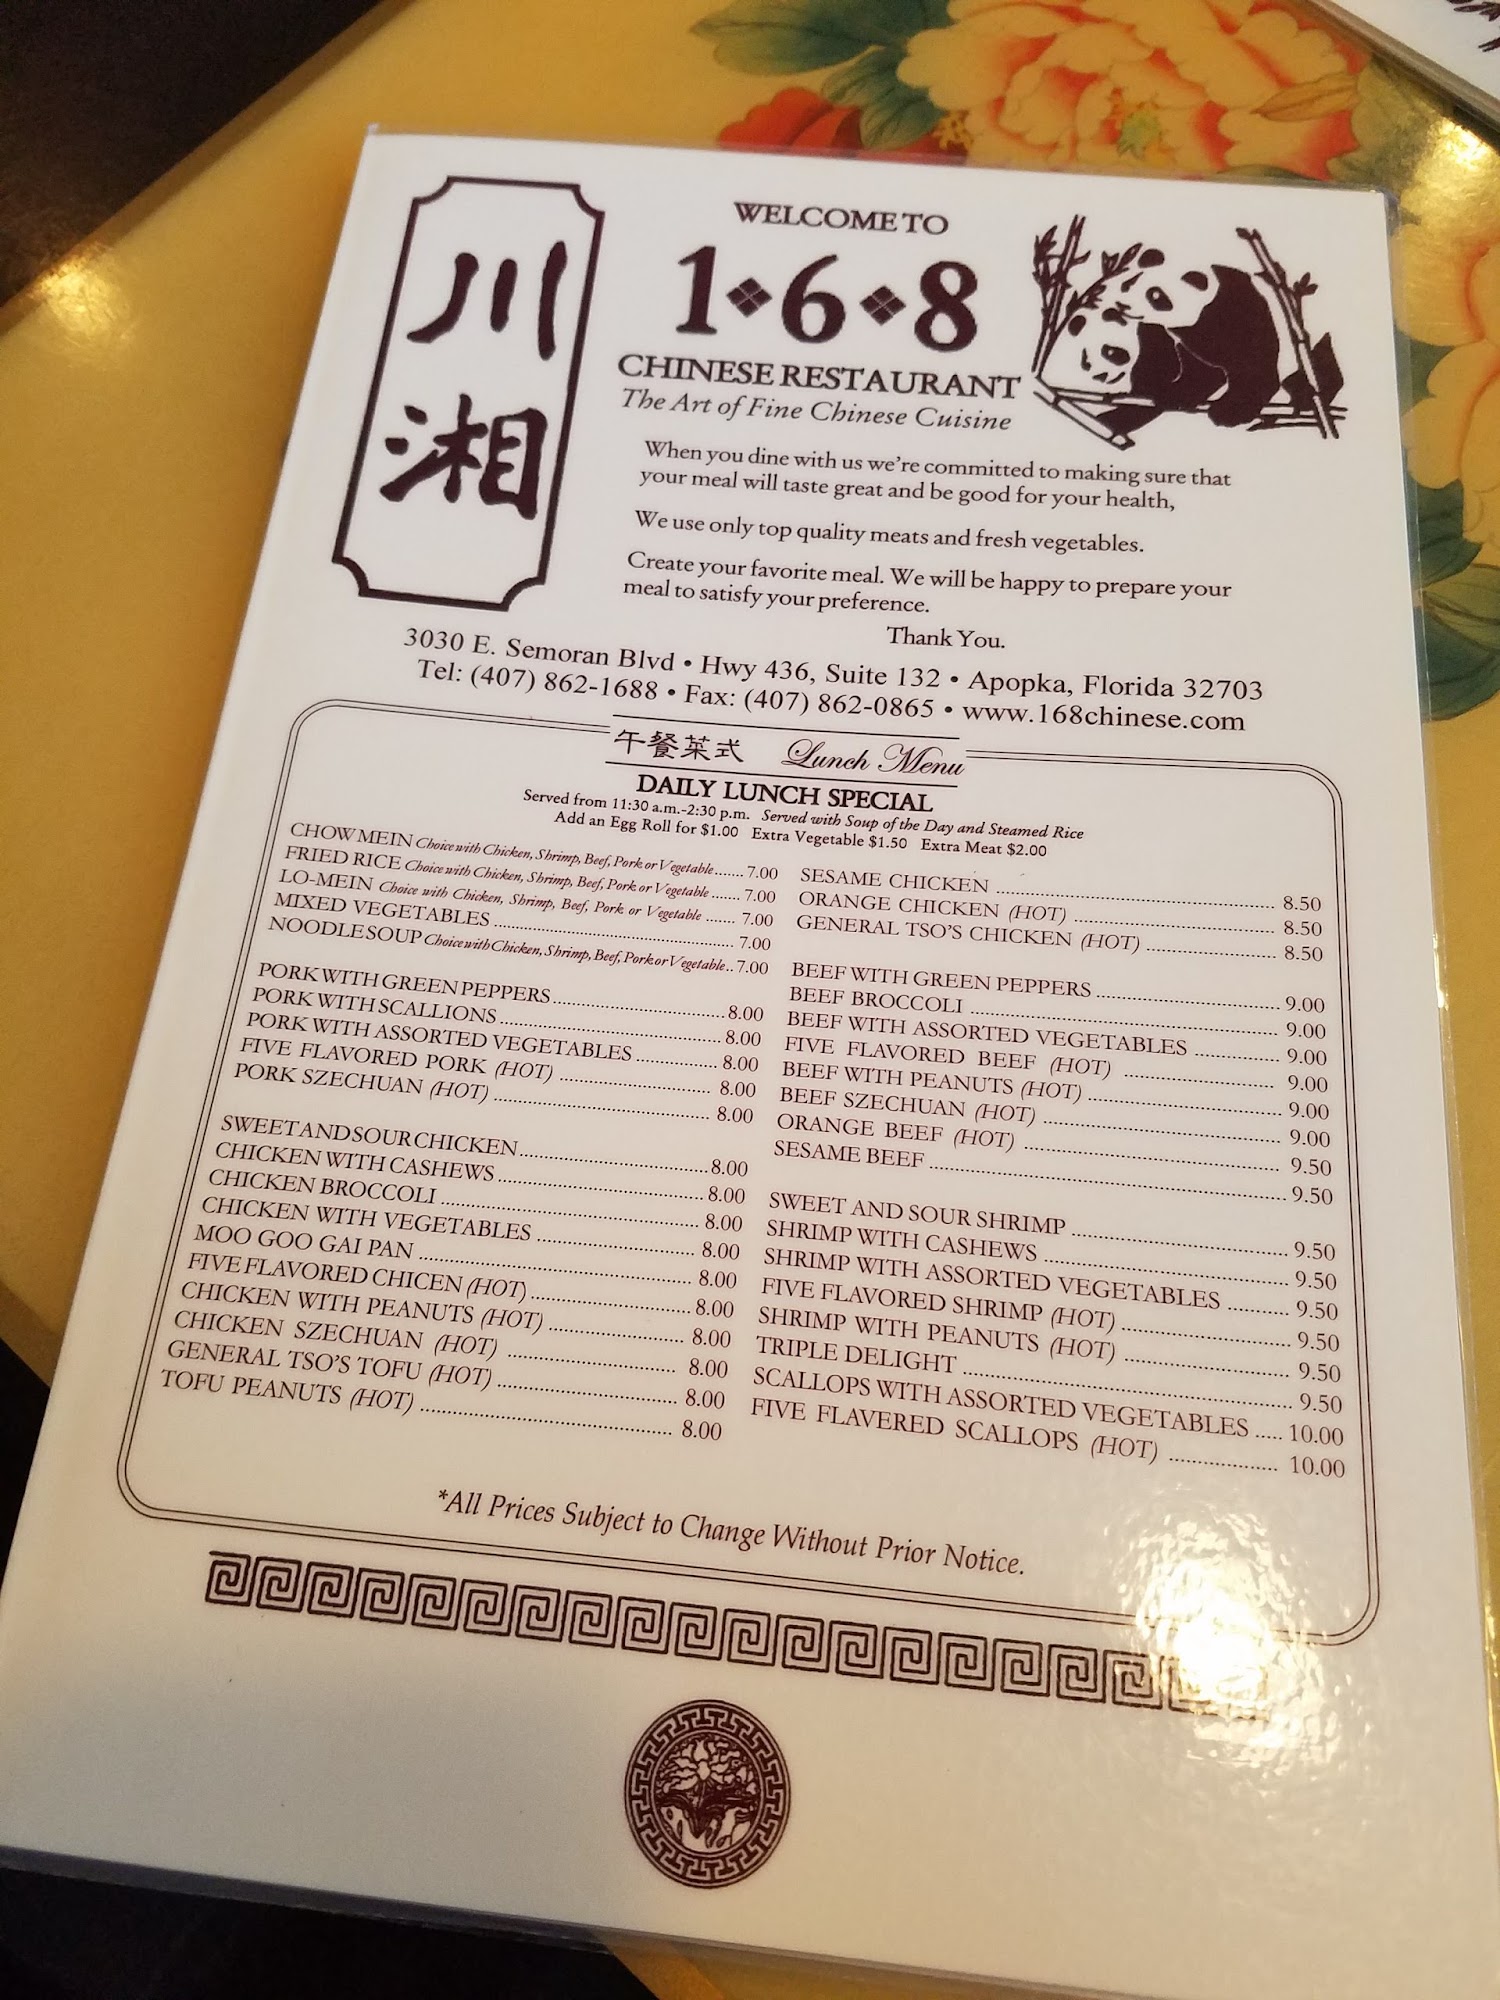 川
湘
WELCOME TO
1❖6❖8
CHINESE RESTAURANT
The Art of Fine Chinese Cuisine
When you dine with us we're committed to making sure that
your meal will taste great and be good for your health,
We use only top quality meats and fresh vegetables.
Create your favorite meal. We will be happy to prepare your
meal to satisfy your preference.
Thank You.
3030 E. Semoran Blvd • Hwy 436, Suite 132 • Apopka, Florida 32703
Tel: (407) 862-1688 • Fax: (407) 862-0865 • www.168chinese.com
午餐菜式 Lunch Menu
DAILY LUNCH SPECIAL
Served from 11:30 a.m.-2:30 p.m. Served with Soup of the Day and Steamed Rice
Add an Egg Roll for $1.00 Extra Vegetable $1.50 Extra Meat $2.00
CHOW MEIN Choice with Chicken, Shrimp, Beef, Pork or Vegetable ....... 7.00
FRIED RICE Choice with Chicken, Shrimp, Beef, Pork or Vegetable ....... 7.00
LO-MEIN Choice with Chicken, Shrimp, Beef, Pork or Vegetable ....... 7.00
MIXED VEGETABLES ....... 7.00
NOODLE SOUP Choice with Chicken, Shrimp, Beef, Pork or Vegetable .. 7.00
PORK WITH GREEN PEPPERS ....... 8.00
PORK WITH SCALLIONS ....... 8.00
PORK WITH ASSORTED VEGETABLES ....... 8.00
FIVE FLAVORED PORK (HOT) ....... 8.00
PORK SZECHUAN (HOT) ....... 8.00
SWEET AND SOUR CHICKEN ....... 8.00
CHICKEN WITH CASHEWS ....... 8.00
CHICKEN BROCCOLI ....... 8.00
CHICKEN WITH VEGETABLES ....... 8.00
MOO GOO GAI PAN ....... 8.00
FIVE FLAVORED CHICEN (HOT) ....... 8.00
CHICKEN WITH PEANUTS (HOT) ....... 8.00
CHICKEN SZECHUAN (HOT) ....... 8.00
GENERAL TSO'S TOFU (HOT) ....... 8.00
TOFU PEANUTS (HOT) ....... 8.00
SESAME CHICKEN ....... 8.50
ORANGE CHICKEN (HOT) ....... 8.50
GENERAL TSO'S CHICKEN (HOT) ....... 8.50
BEEF WITH GREEN PEPPERS ....... 9.00
BEEF BROCCOLI ....... 9.00
BEEF WITH ASSORTED VEGETABLES ....... 9.00
FIVE FLAVORED BEEF (HOT) ....... 9.00
BEEF WITH PEANUTS (HOT) ....... 9.00
BEEF SZECHUAN (HOT) ....... 9.00
ORANGE BEEF (HOT) ....... 9.50
SESAME BEEF ....... 9.50
SWEET AND SOUR SHRIMP ....... 9.50
SHRIMP WITH CASHEWS ....... 9.50
SHRIMP WITH ASSORTED VEGETABLES ....... 9.50
FIVE FLAVORED SHRIMP (HOT) ....... 9.50
SHRIMP WITH PEANUTS (HOT) ....... 9.50
TRIPLE DELIGHT ....... 9.50
SCALLOPS WITH ASSORTED VEGETABLES ..... 10.00
FIVE FLAVERED SCALLOPS (HOT) ....... 10.00
*All Prices Subject to Change Without Prior Notice.